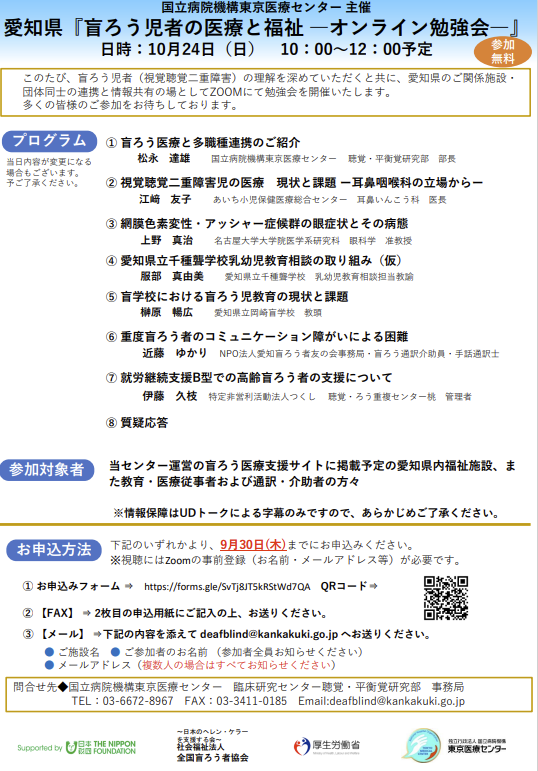 国立病院機構東京医療センター 主催
愛知県『盲ろう児者の医療と福祉 ―オンライン勉強会―』
日時：10月24日（日）　10：00～12：00予定
参加
無料
このたび、盲ろう児者（視覚聴覚二重障害）の理解を深めていただくと共に、愛知県のご関係施設・
団体同士の連携と情報共有の場としてZOOMにて勉強会を開催いたします。
多くの皆様のご参加をお待ちしております。
プログラム
当日内容が変更になる
場合もございます。
予ご了承ください。
① 盲ろう医療と多職種連携のご紹介
松永　達雄　国立病院機構東京医療センター　聴覚・平衡覚研究部　部長
② 視覚聴覚二重障害児の医療　現状と課題 ー耳鼻咽喉科の立場からー
江﨑　友子　あいち小児保健医療総合センター　耳鼻いんこう科　医長
③ 網膜色素変性・アッシャー症候群の眼症状とその病態
上野　真治　名古屋大学大学院医学系研究科　眼科学　准教授
④ 愛知県立千種聾学校乳幼児教育相談の取り組み（仮）
服部　真由美　愛知県立千種聾学校　乳幼児教育相談担当教諭
⑤ 盲学校における盲ろう児教育の現状と課題
榊原　暢広　愛知県立岡崎盲学校　教頭
⑥ 重度盲ろう者のコミュニケーション障がいによる困難
近藤　ゆかり　NPO法人愛知盲ろう者友の会事務局・盲ろう通訳介助員・手話通訳士
⑦ 就労継続支援B型での高齢盲ろう者の支援について
伊藤　久枝　特定非営利活動法人つくし　聴覚・ろう重複センター桃　管理者
⑧ 質疑応答
参加対象者
当センター運営の盲ろう医療支援サイトに掲載予定の愛知県内福祉施設、ま
た教育・医療従事者および通訳・介助者の方々
※情報保障はUDトークによる字幕のみですので、あらかじめご了承ください。
お申込方法
下記のいずれかより、9月30日(木)までにお申込みください。
※視聴にはZoomの事前登録（お名前・メールアドレス等）が必要です。
① お申込みフォーム ⇒　https://forms.gle/SvTj8JT5kRStWd7QA　QRコード⇒
② 【FAX】 ⇒ 2枚目の申込用紙にご記入の上、お送りください。
③ 【メール】 ⇒下記の内容を添えて deafblind@kankakuki.go.jp へお送りください。
● ご施設名　● ご参加者のお名前 （参加者全員お知らせください）
● メールアドレス（複数人の場合はすべてお知らせください）
問合せ先◆国立病院機構東京医療センター　臨床研究センター聴覚・平衡覚研究部　事務局
TEL：03-6672-8967　FAX：03-3411-0185　Email:deafblind@kankakuki.go.jp
Supported by 日本財団 THE NIPPON FOUNDATION
～日本のヘレン・ケラー
を支援する会～
社会福祉法人
全国盲ろう者協会
厚生労働省
独立行政法人 国立病院機構
東京医療センター